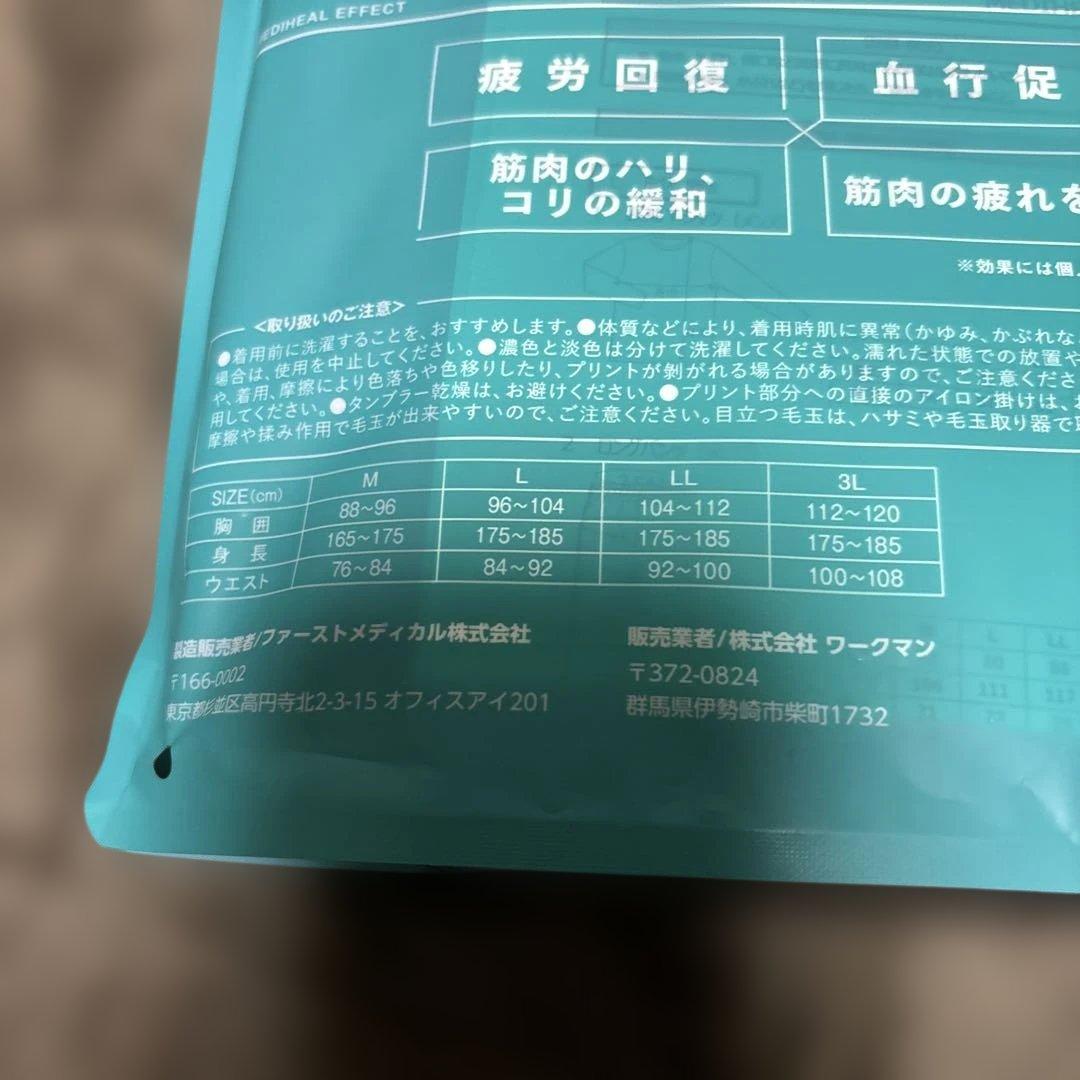 MEDIHEAL EFFECT
疲労回復
血行促
筋肉のハリ、
コリの緩和
筋肉の疲れを
※効果には個
<取り扱いのご注意>
●着用前に洗濯することを、おすすめします。●体質などにより、着用時肌に異常(かゆみ、かぶれな
場合は、使用を中止してください。●濃色と淡色は分けて洗濯してください。濡れた状態での放置や
や、着用、摩擦により色落ちや色移りしたり、プリントが剝がれる場合がありますので、ご注意くださ
用してください。●タンブラー乾燥は、お避けください。●プリント部分への直接のアイロン掛けは、
摩擦や揉み作用で毛玉が出来やすいので、ご注意ください。目立つ毛玉は、ハサミや毛玉取り器で
SIZE(cm) M L LL 3L
胸囲 88~96 96~104 104~112 112~120
身長 165~175 175~185 175~185 175~185
ウエスト 76~84 84~92 92~100 100~108
製造販売業者/ファーストメディカル株式会社
〒166-0002
東京都杉並区高円寺北2-3-15 オフィスアイ201
販売業者/株式会社 ワークマン
〒372-0824
群馬県伊勢崎市柴町1732